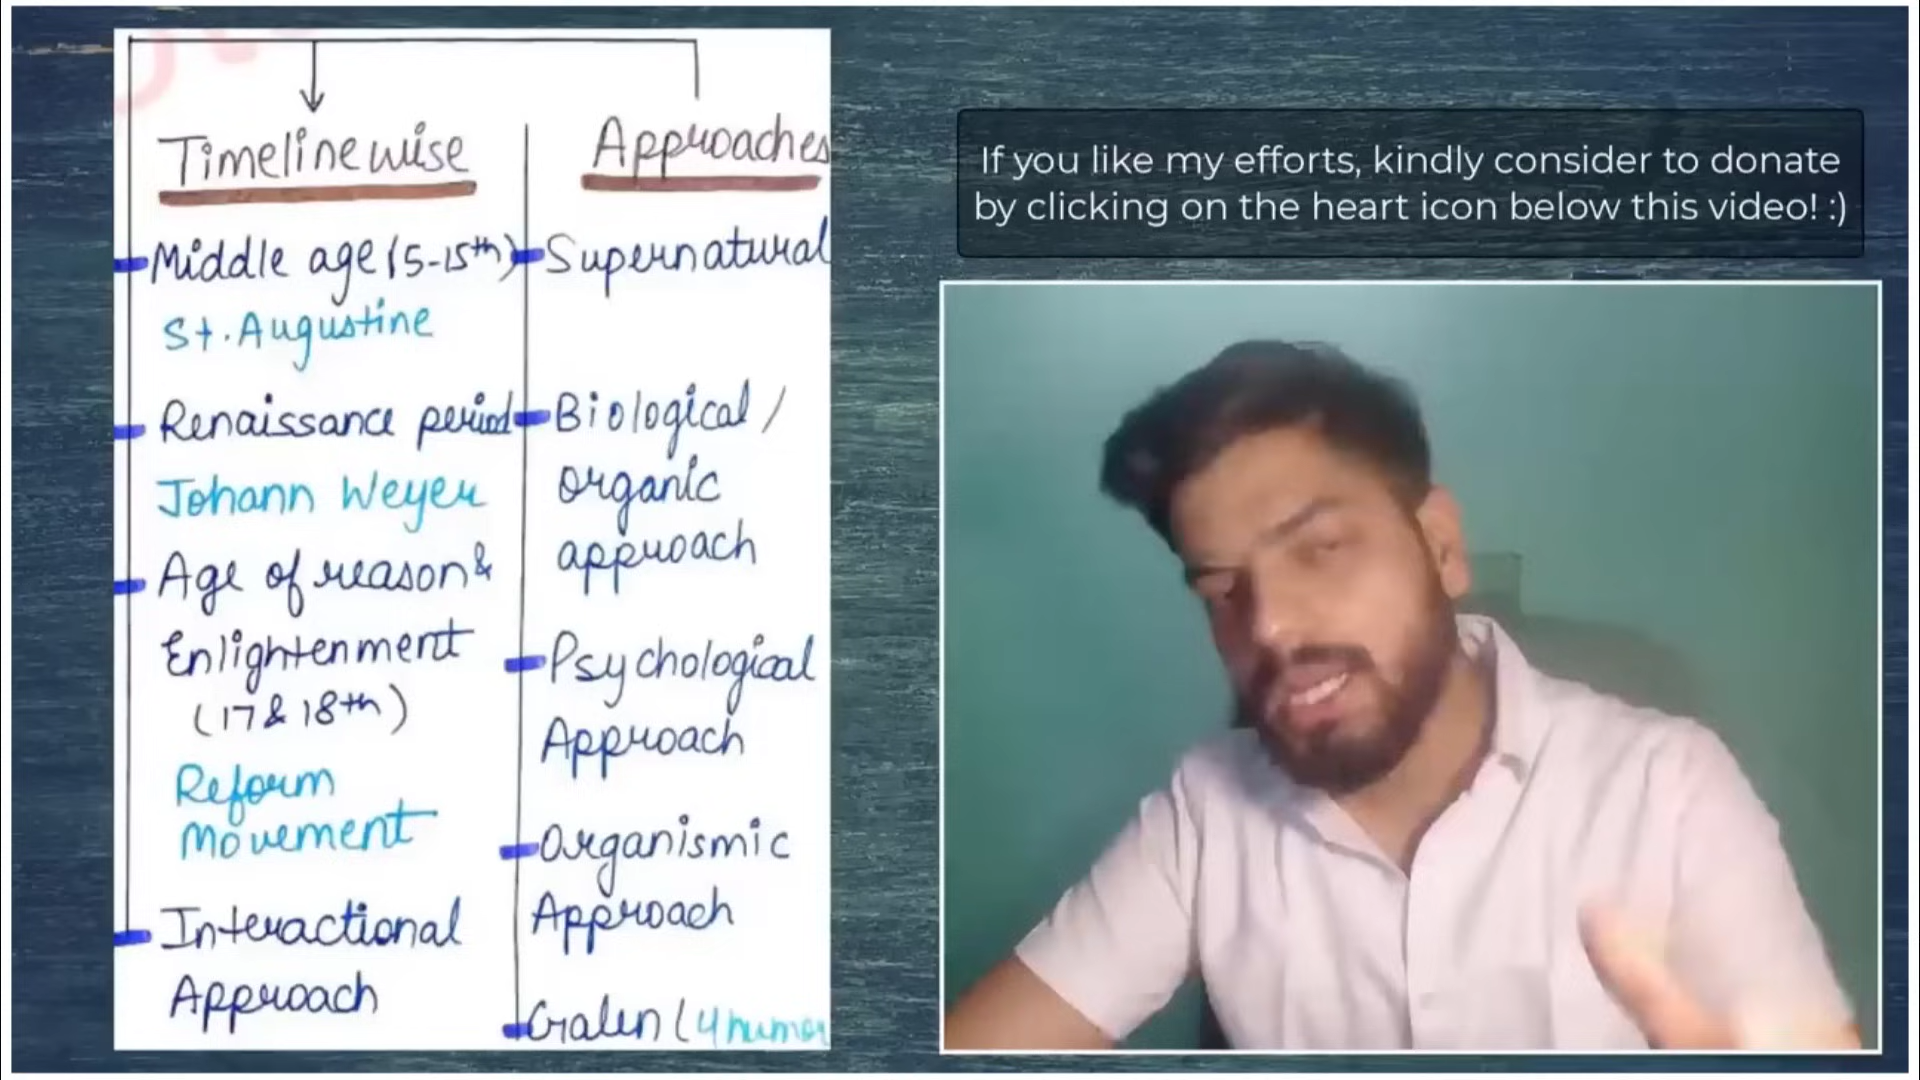 Timelinewise
Middle age (5-15th)
St. Augustine
Renaissance period
Johann Weyer
Age of reason &
Enlightenment
(17 & 18th)
Reform
Movement
Interactional
Approach
Approaches
Supernatural
Biological /
organic
approach
Psychological
Approach
Organismic
Approach
Galen (4 humor
If you like my efforts, kindly consider to donate
by clicking on the heart icon below this video! :)